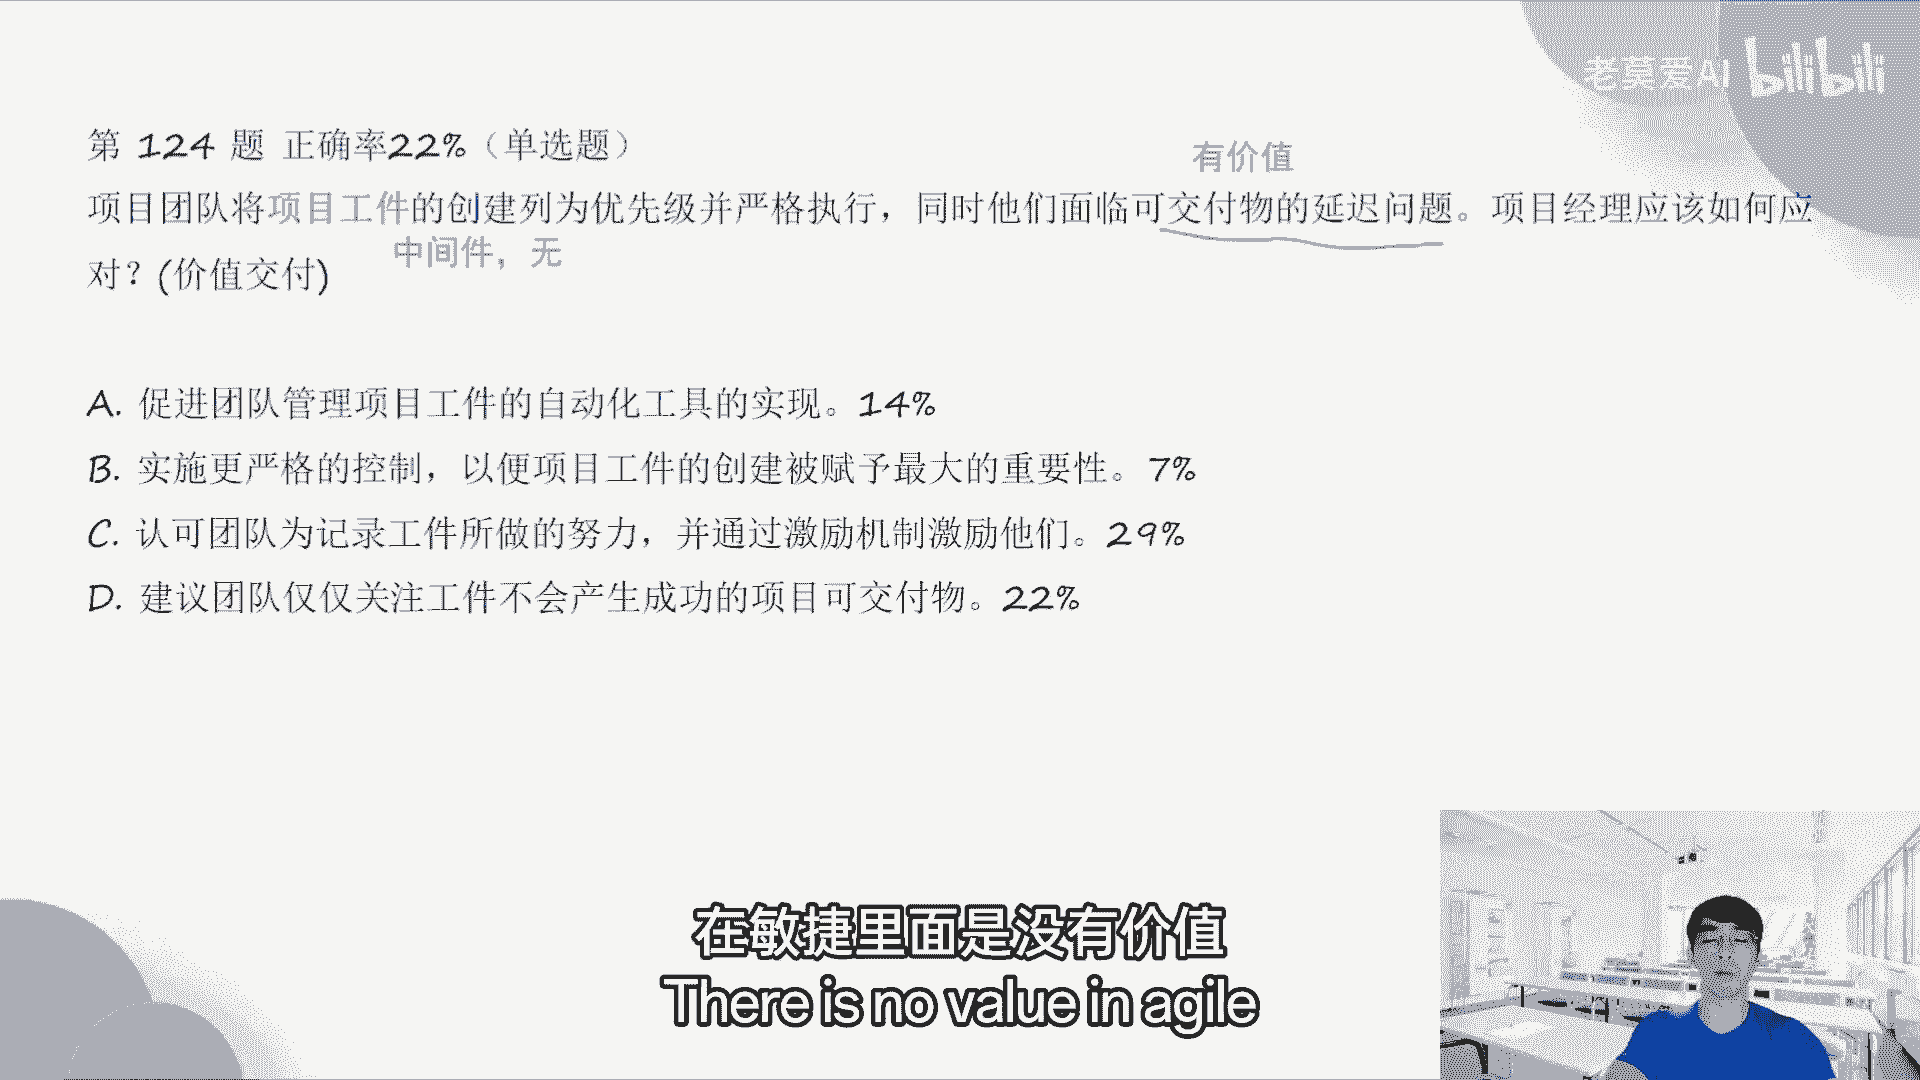 老莫爱AI bilibili
第 124 题 正确率22%（单选题）
有价值
项目团队将项目工件的创建列为优先级并严格执行，同时他们面临可交付物的延迟问题。项目经理应该如何应
中间件，无
对？(价值交付)
A. 促进团队管理项目工件的自动化工具的实现。14%
B. 实施更严格的控制，以便项目工件的创建被赋予最大的重要性。7%
C. 认可团队为记录工件所做的努力，并通过激励机制激励他们。29%
D. 建议团队仅仅关注工件不会产生成功的项目可交付物。22%
在敏捷里面是没有价值
There is no value in agile